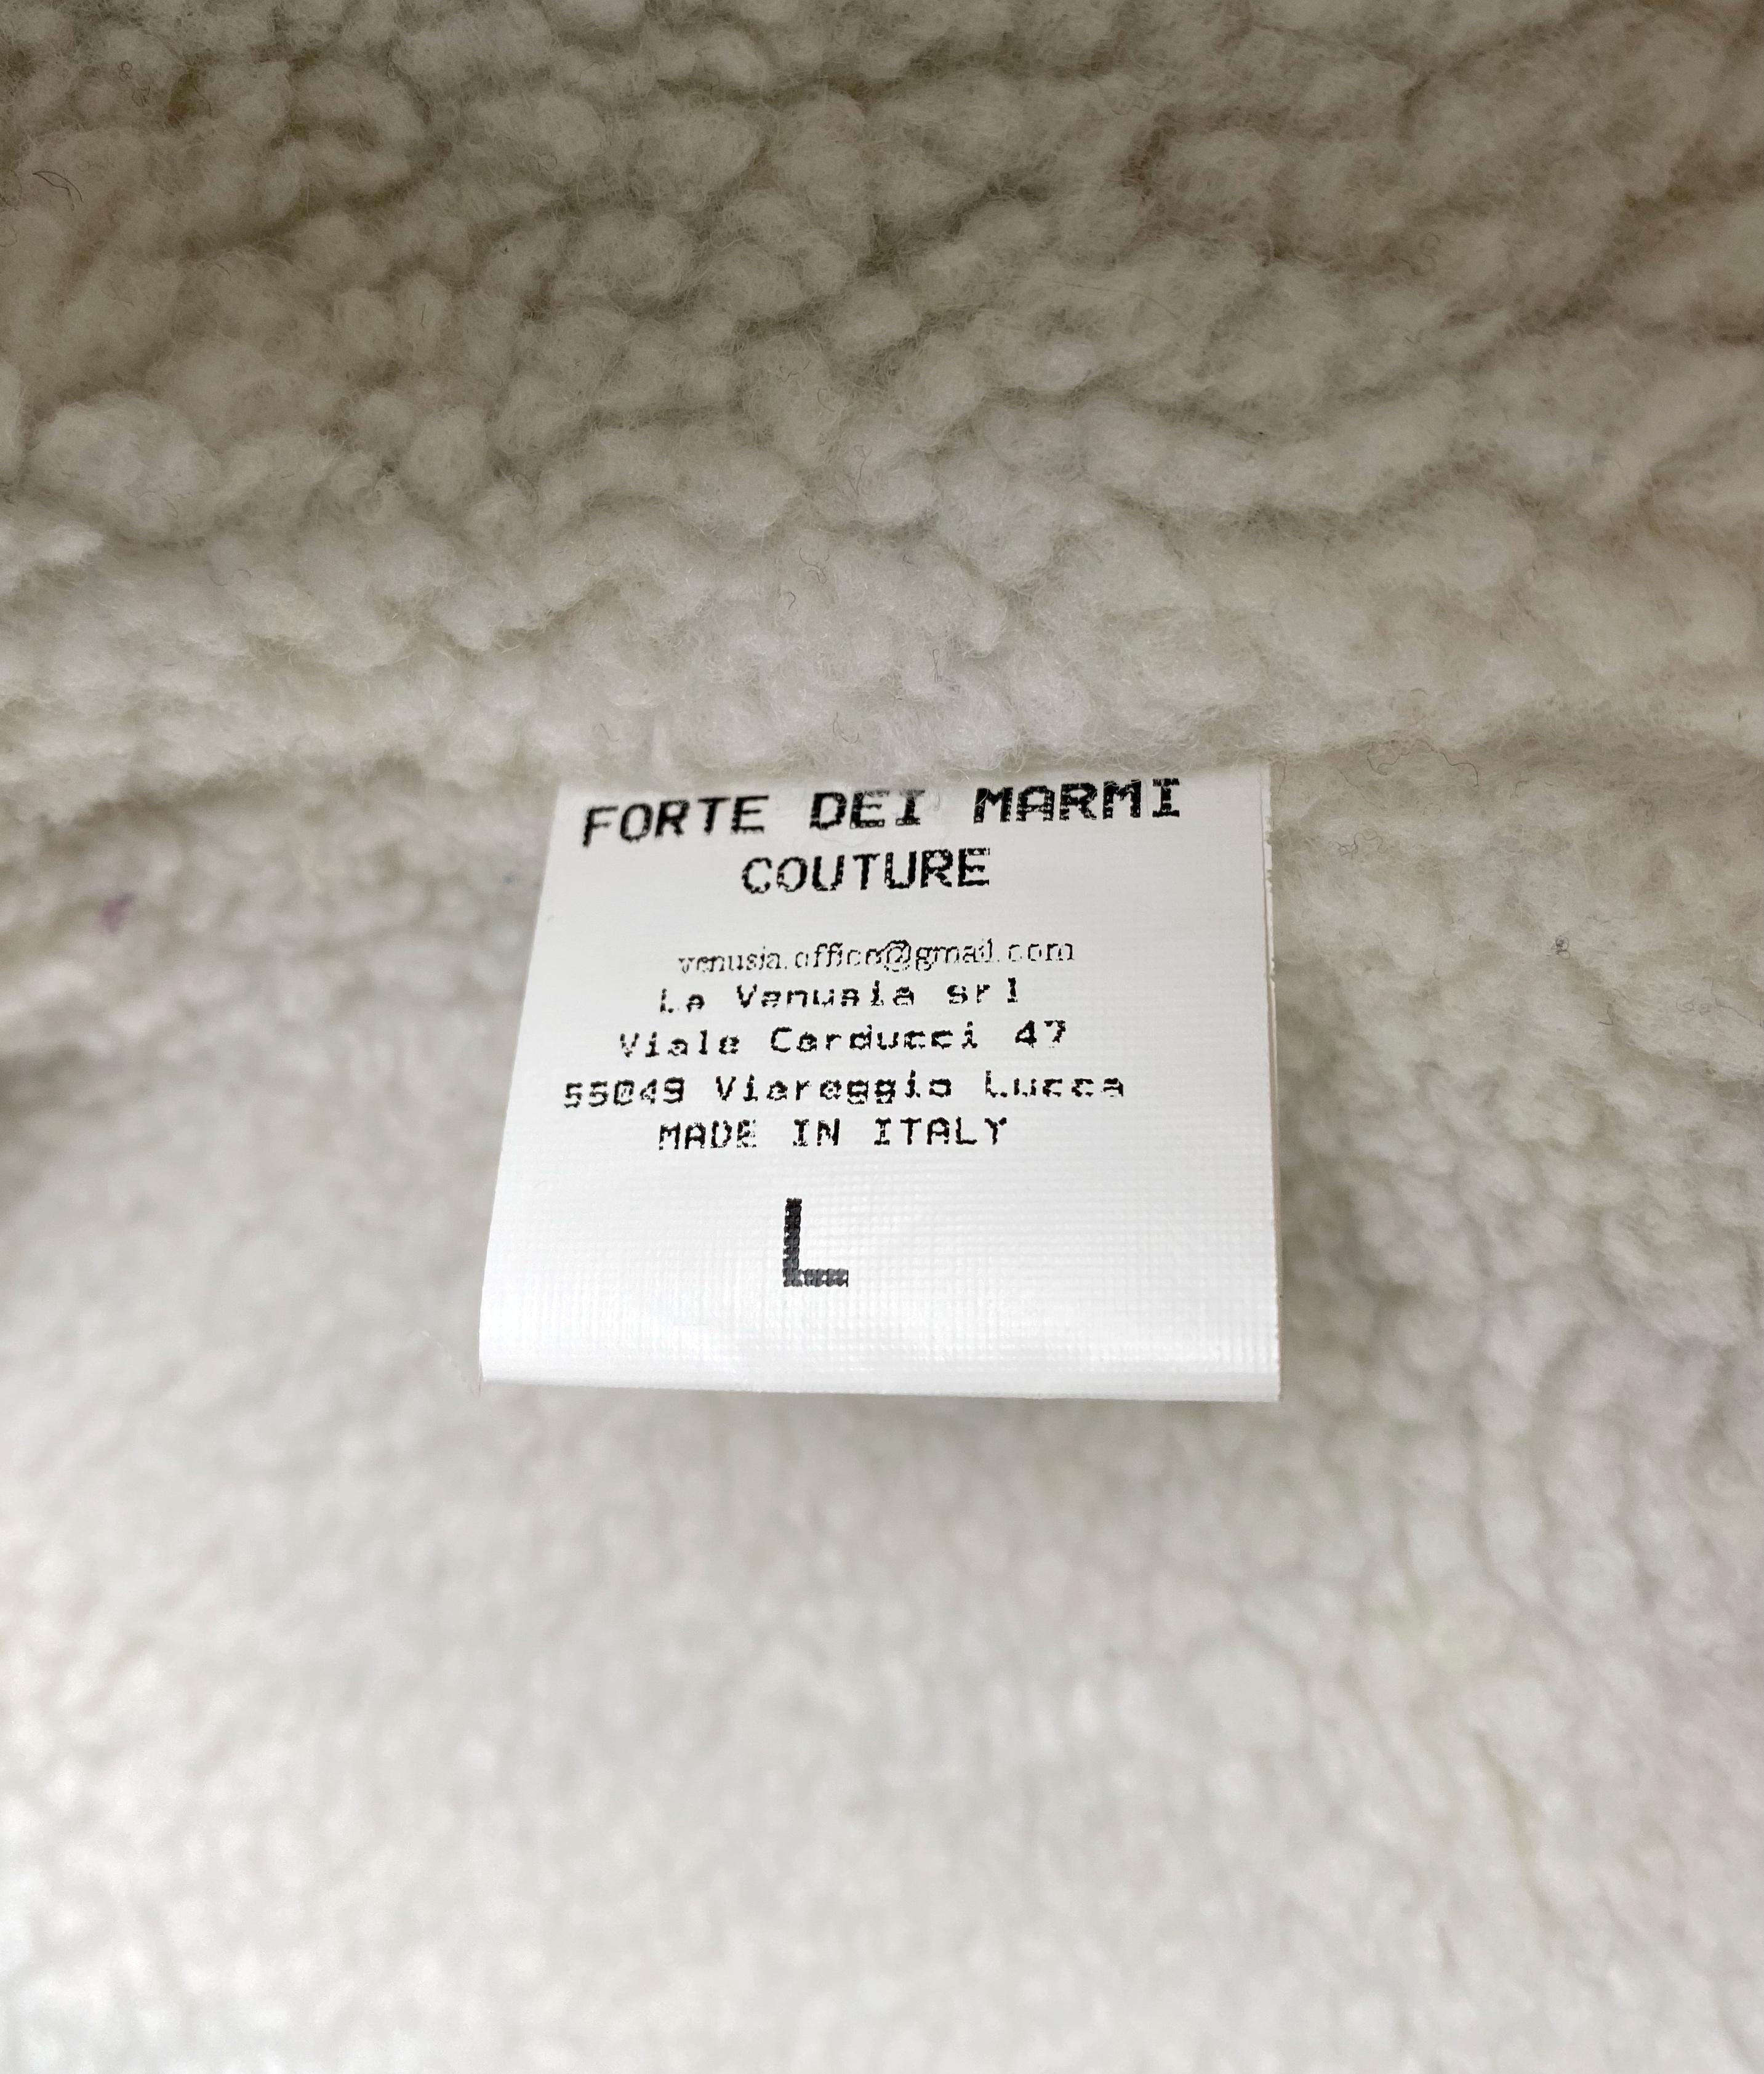 FORTE DEI MARMI
COUTURE
venusia.office@gmail.com
La Venusia srl
Viale Carducci 47
55049 Viareggio Lucca
MADE IN ITALY
L